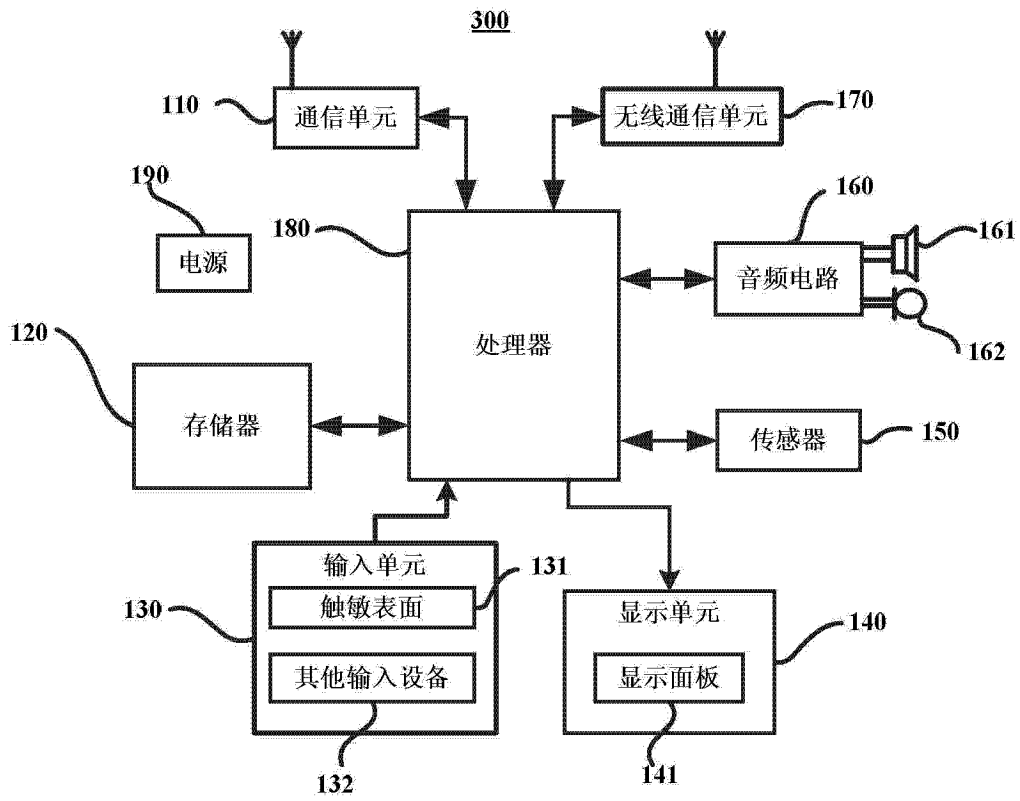 300
110
通信单元
无线通信单元
170
190
电源
180
处理器
160
音频电路
161
162
120
存储器
传感器
150
130
输入单元
触敏表面
131
其他输入设备
132
显示单元
140
显示面板
141